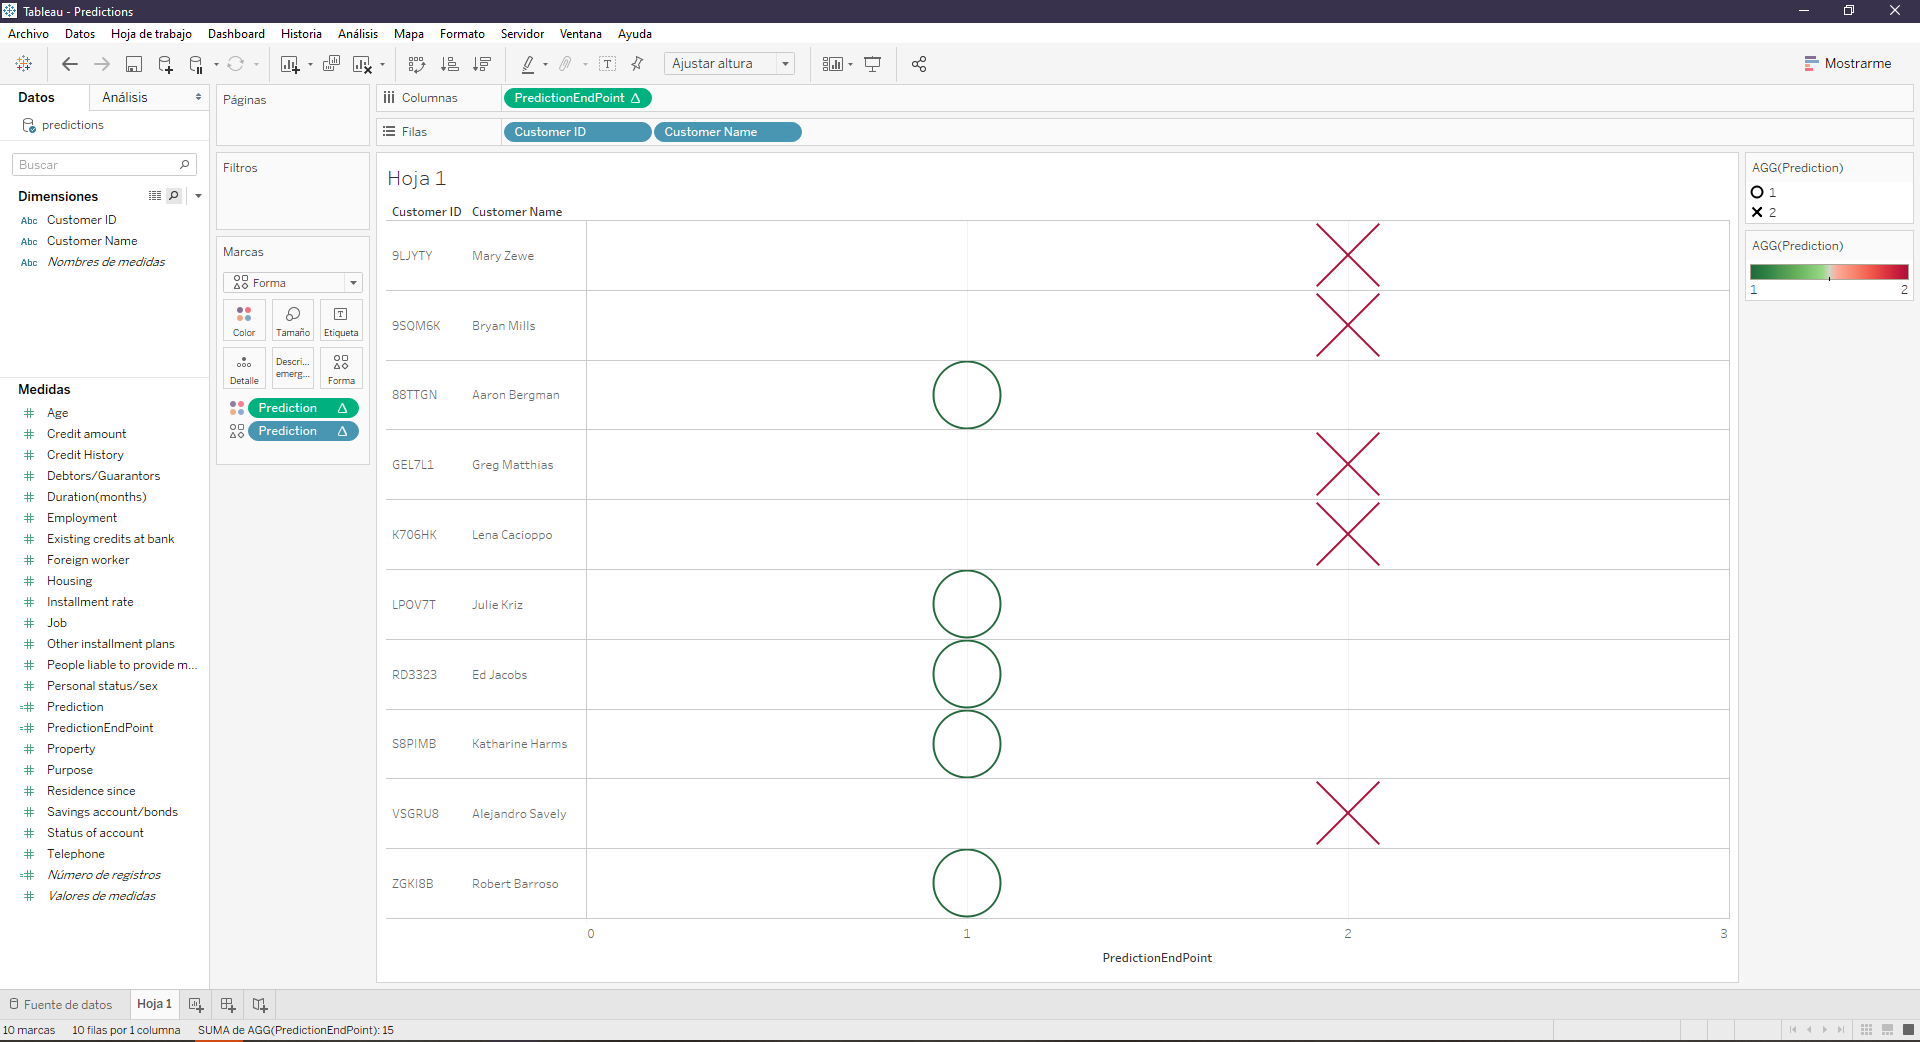 Tableau - Predictions
Archivo Datos Hoja de trabajo Dashboard Historia Análisis Mapa Formato Servidor Ventana Ayuda
Ajustar altura
Mostrarme
Datos Análisis
predictions
Buscar
Dimensiones
Abc Customer ID
Abc Customer Name
Abc Nombres de medidas
Medidas
Age
Credit amount
Credit History
Debtors/Guarantors
Duration(months)
Employment
Existing credits at bank
Foreign worker
Housing
Installment rate
Job
Other installment plans
People liable to provide m...
Personal status/sex
Prediction
PredictionEndPoint
Property
Purpose
Residence since
Savings account/bonds
Status of account
Telephone
Número de registros
Valores de medidas
Páginas
Filtros
Marcas
Forma
Color Tamaño Etiqueta
Detalle Descri... emerg... Forma
Prediction
Prediction
Columnas PredictionEndPoint
Filas Customer ID Customer Name
Hoja 1
Customer ID Customer Name
9LJYTY Mary Zewe
9SQM6K Bryan Mills
88TTGN Aaron Bergman
GEL7L1 Greg Matthias
K706HK Lena Cacioppo
LPOV7T Julie Kriz
RD3323 Ed Jacobs
S8PIMB Katharine Harms
VSGRU8 Alejandro Savely
ZGKI8B Robert Barroso
0 1 2 3
PredictionEndPoint
AGG(Prediction)
1
2
AGG(Prediction)
1 2
Fuente de datos Hoja 1
10 marcas 10 filas por 1 columna SUMA de AGG(PredictionEndPoint): 15